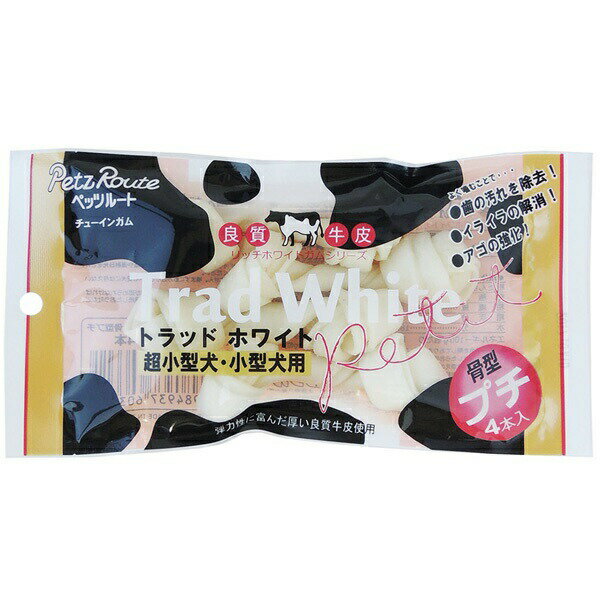 Petz Route
ペッツルート
チューインガム
良質 牛皮
リッチホワイトガムシリーズ
Trad White
petit
トラッド ホワイト
超小型犬・小型犬用
よく噛むことで・・・
●歯の汚れを除去！
●イライラの解消！
●アゴの強化！
骨型
プチ
4本入
弾力性に富んだ厚い良質牛皮使用